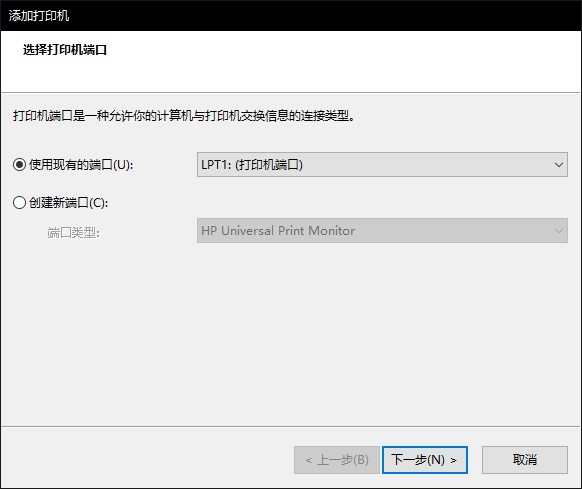 添加打印机
选择打印机端口
打印机端口是一种允许你的计算机与打印机交换信息的连接类型。
使用现有的端口(U): LPT1: (打印机端口)
创建新端口(C):
端口类型: HP Universal Print Monitor
< 上一步(B) 下一步(N) > 取消